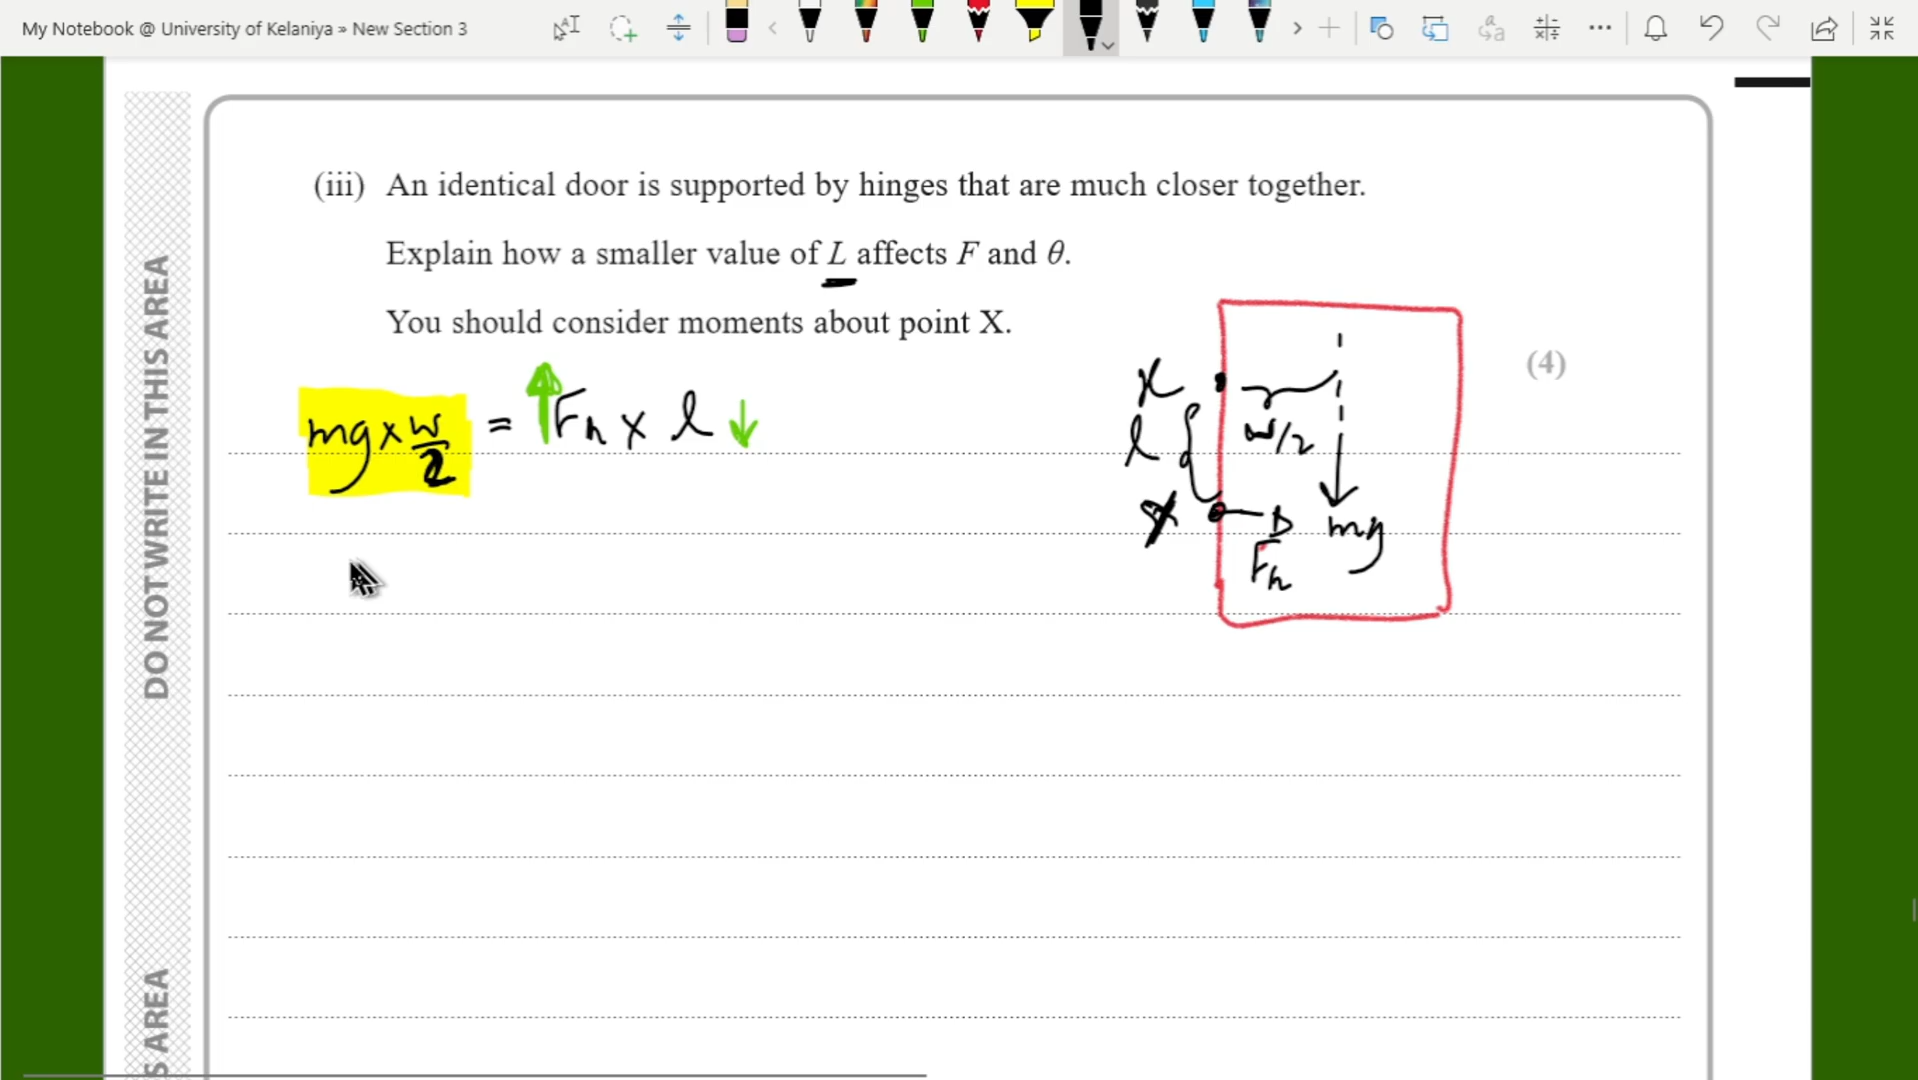 My Notebook @ University of Kelaniya » New Section 3
(iii) An identical door is supported by hinges that are much closer together.
Explain how a smaller value of L affects F and θ.
You should consider moments about point X.
(4)
mg × w/2 = Fh × l
x
l
w/2
mg
Fh
DO NOT WRITE IN THIS AREA
S AREA